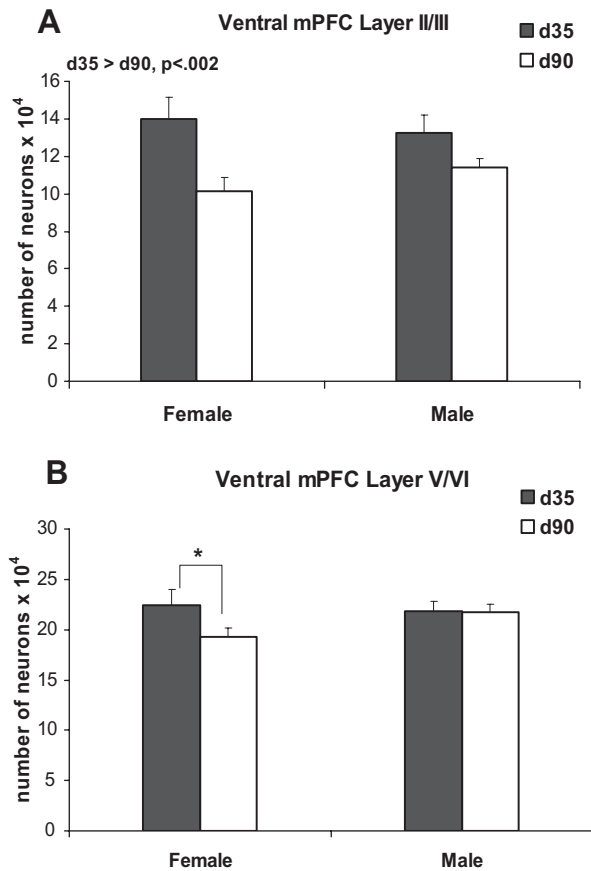 A
Ventral mPFC Layer II/III
d35
d90
d35 > d90, p<.002
number of neurons x 10⁴
16
14
12
10
8
6
4
2
0
Female
Male
B
Ventral mPFC Layer V/VI
d35
d90
number of neurons x 10⁴
30
25
20
15
10
5
0
*
Female
Male